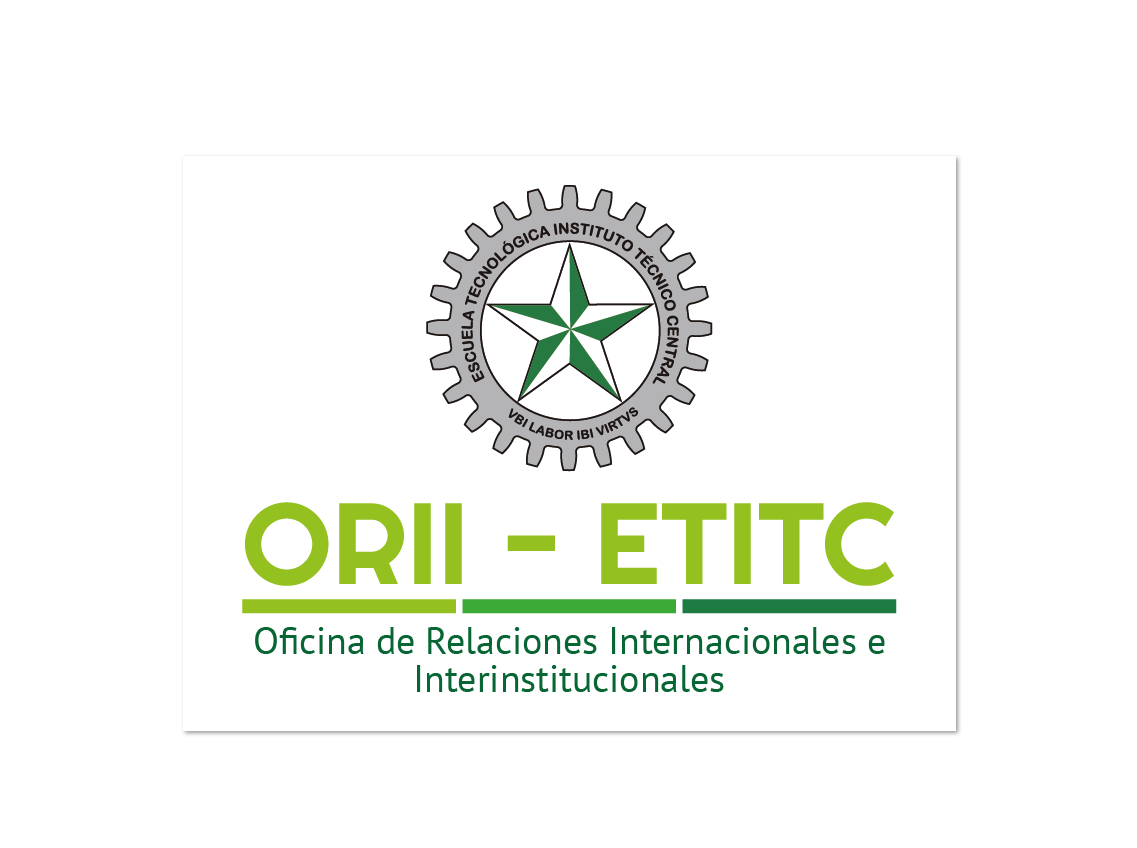 ESCUELA TECNOLÓGICA INSTITUTO TÉCNICO CENTRAL
VBI LABOR IBI VIRTVS
ORII - ETITC
Oficina de Relaciones Internacionales e
Interinstitucionales